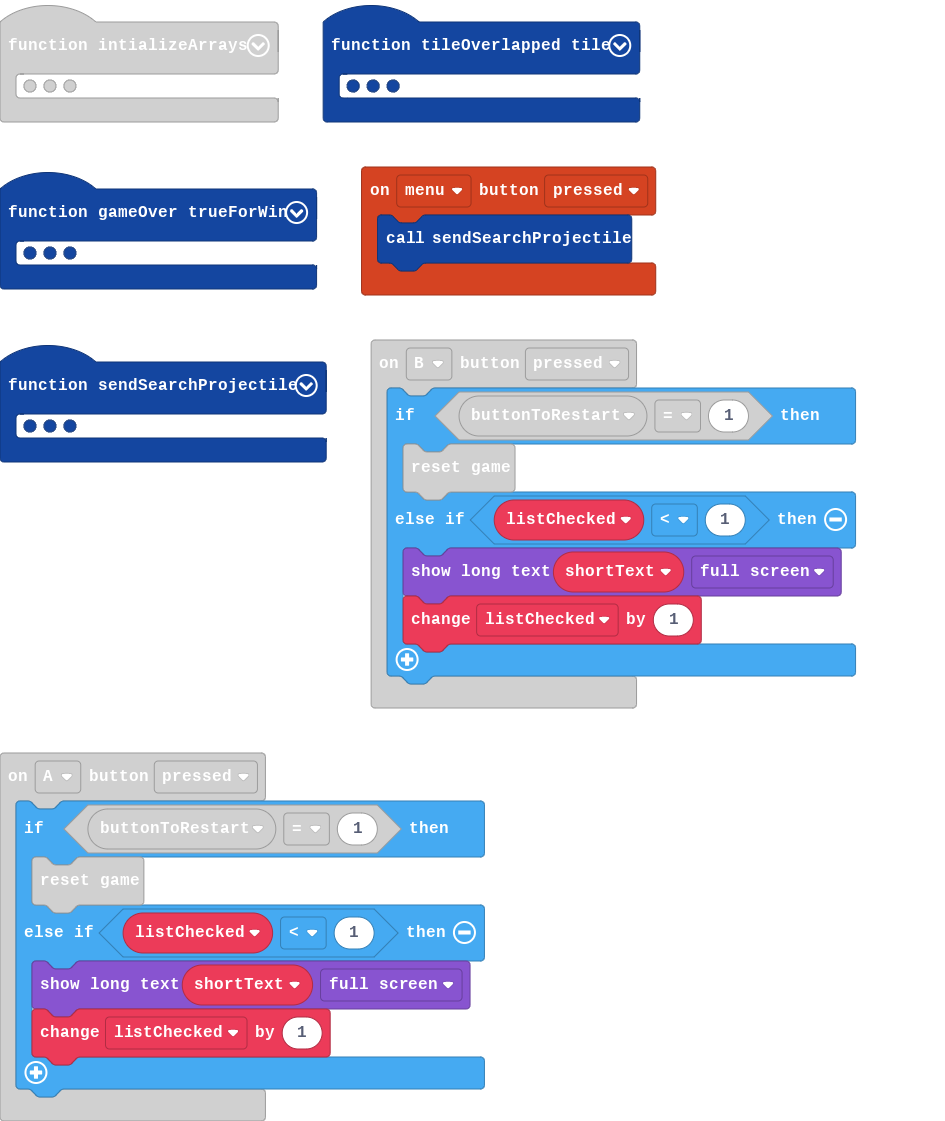 function intializeArrays
function tileOverlapped tile
function gameOver trueForWin
on menu button pressed
call sendSearchProjectile
function sendSearchProjectile
on B button pressed
if buttonToRestart = 1 then
reset game
else if listChecked < 1 then
show long text shortText full screen
change listChecked by 1
on A button pressed
if buttonToRestart = 1 then
reset game
else if listChecked < 1 then
show long text shortText full screen
change listChecked by 1